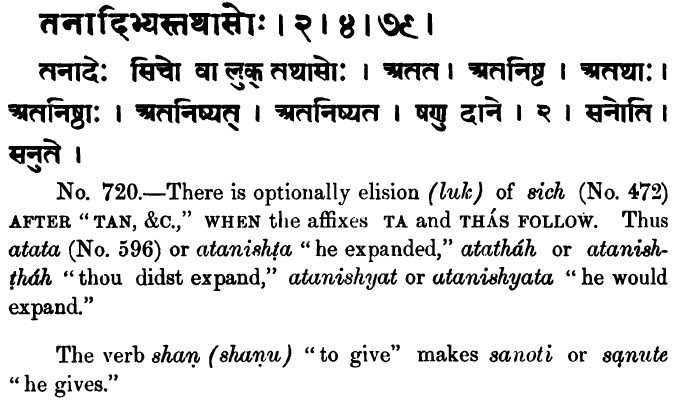 तनादिभ्यस्तथासोः । २ । ४ । ७९ ।
तनादेः सिचो वा लुक् तथासोः । अतत । अतनिष्ट । अतथाः ।
अतनिष्ठाः । अतनिष्यत् । अतनिष्यत । षणु दाने । २ । सनोति ।
सनुते ।
No. 720.—There is optionally elision (luk) of sich (No. 472)
AFTER “TAN, &C.,” WHEN the affixes TA and THÁS FOLLOW. Thus
atata (No. 596) or atanishṭa “he expanded,” atatháh or atanish-
ṭháh “thou didst expand,” atanishyat or atanishyata “he would
expand.”
The verb shaṇ (shaṇu) “to give” makes sanoti or sạnute
“he gives.”